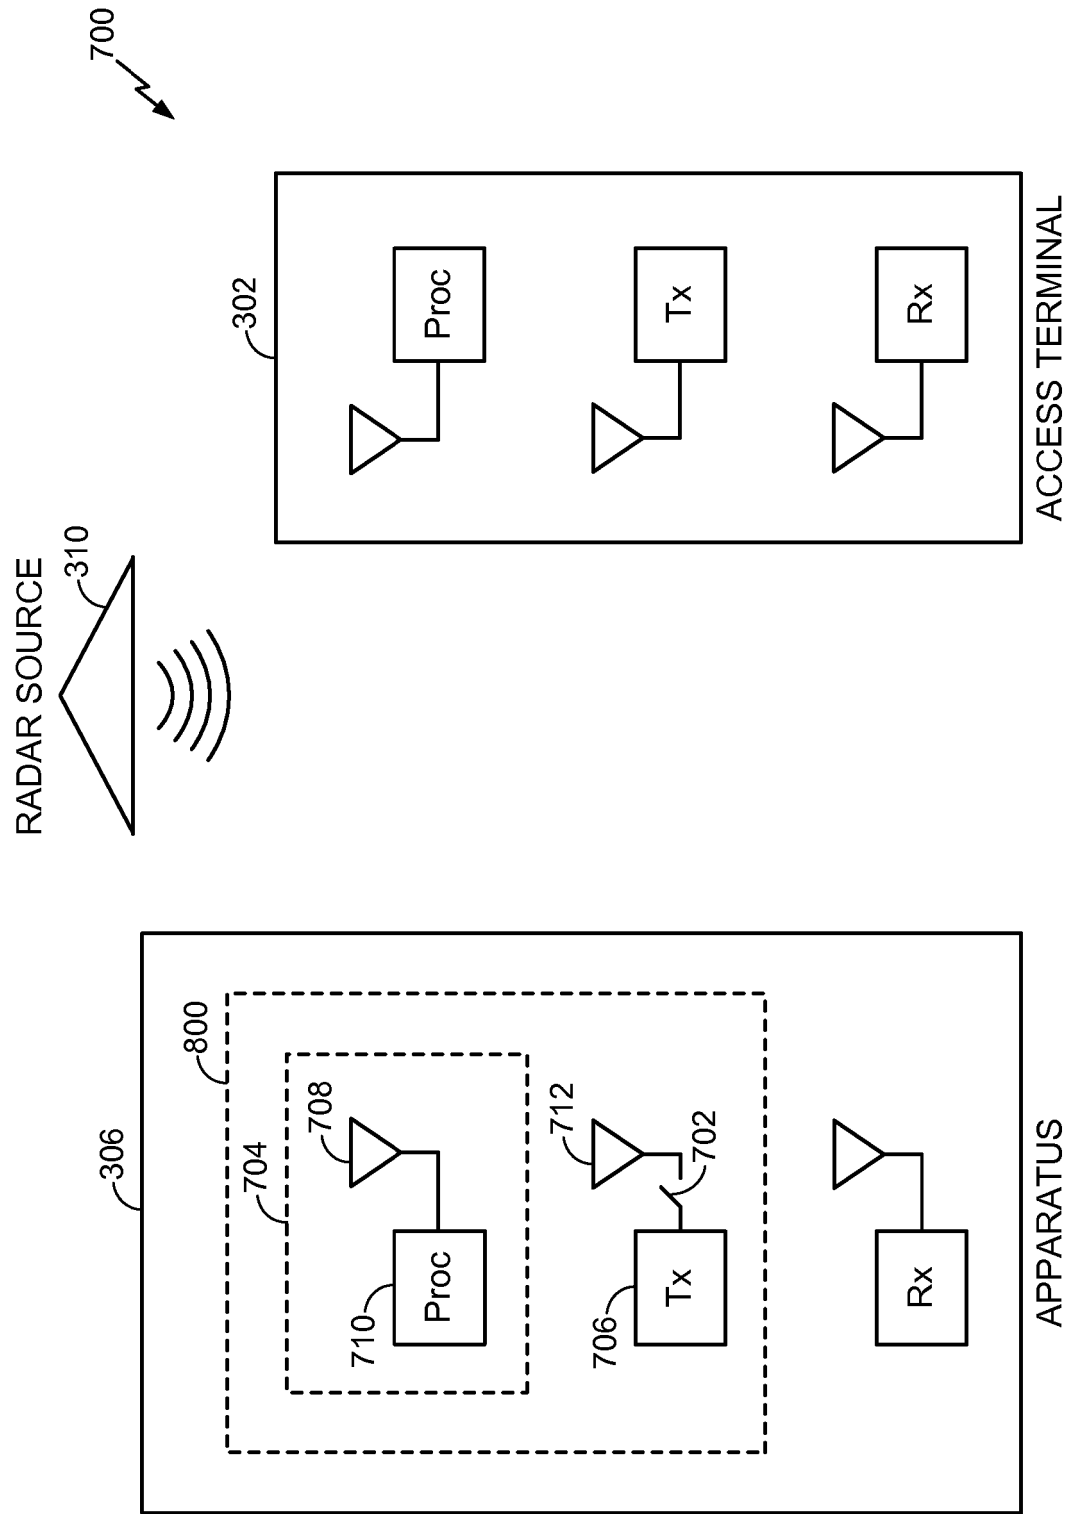 700
RADAR SOURCE
310
306
800
704
708
710
Proc
712
702
706
Tx
Rx
APPARATUS
302
Proc
Tx
Rx
ACCESS TERMINAL